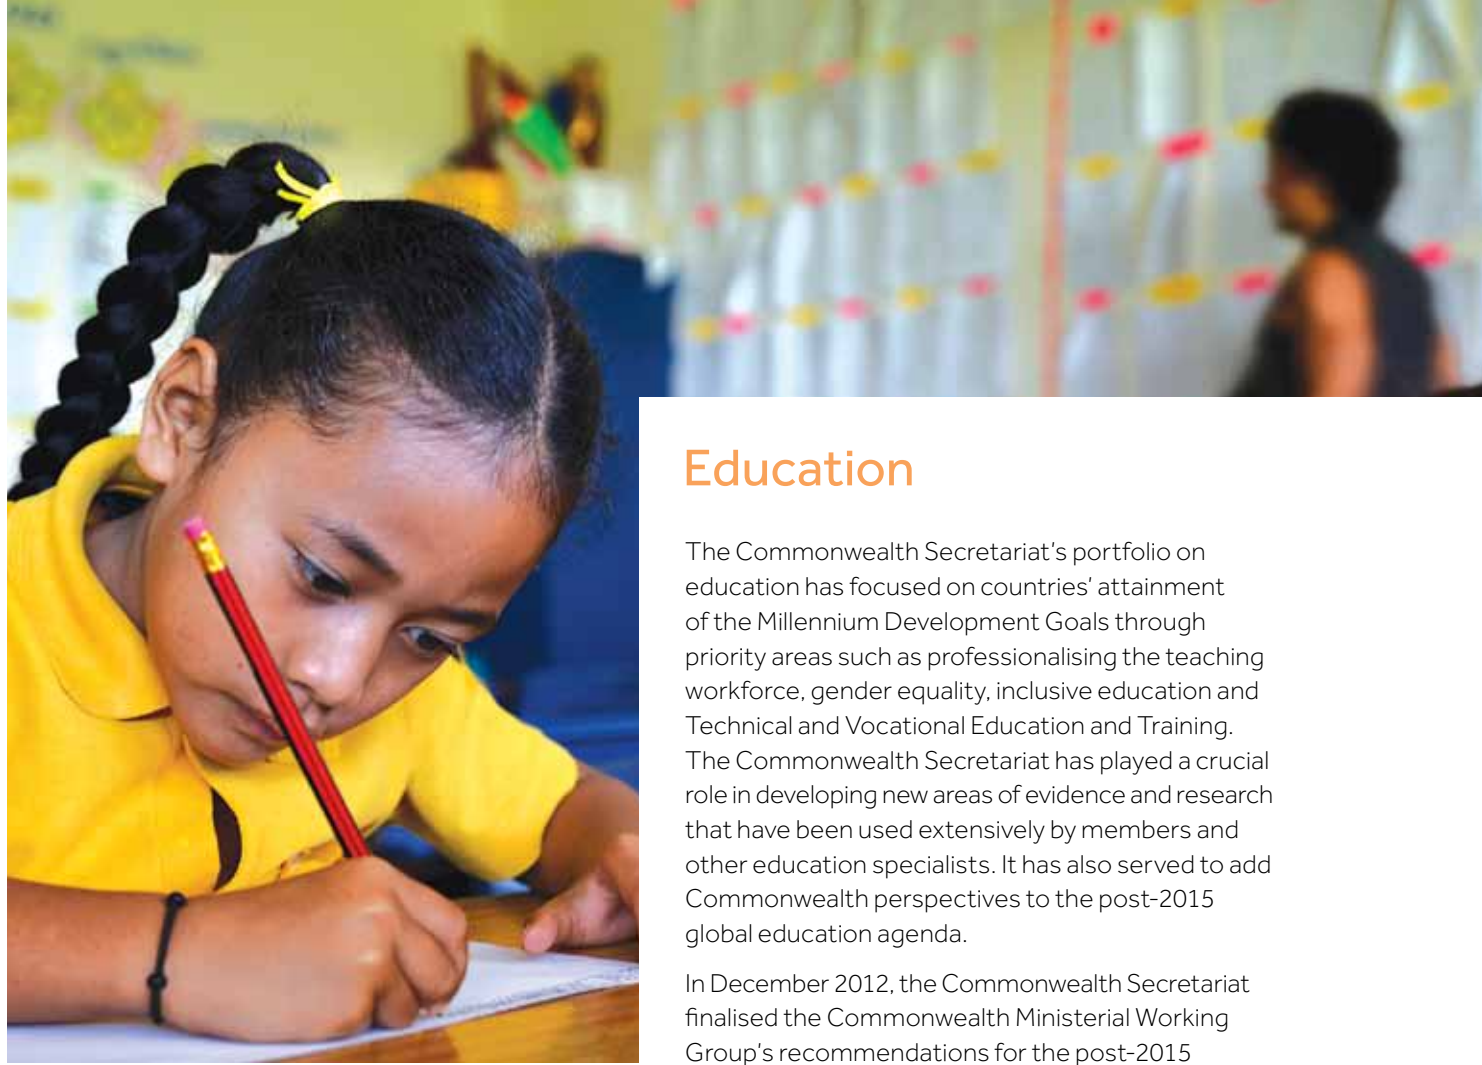 Education
The Commonwealth Secretariat's portfolio on
education has focused on countries' attainment
of the Millennium Development Goals through
priority areas such as professionalising the teaching
workforce, gender equality, inclusive education and
Technical and Vocational Education and Training.
The Commonwealth Secretariat has played a crucial
role in developing new areas of evidence and research
that have been used extensively by members and
other education specialists. It has also served to add
Commonwealth perspectives to the post-2015
global education agenda.
In December 2012, the Commonwealth Secretariat
finalised the Commonwealth Ministerial Working
Group's recommendations for the post-2015